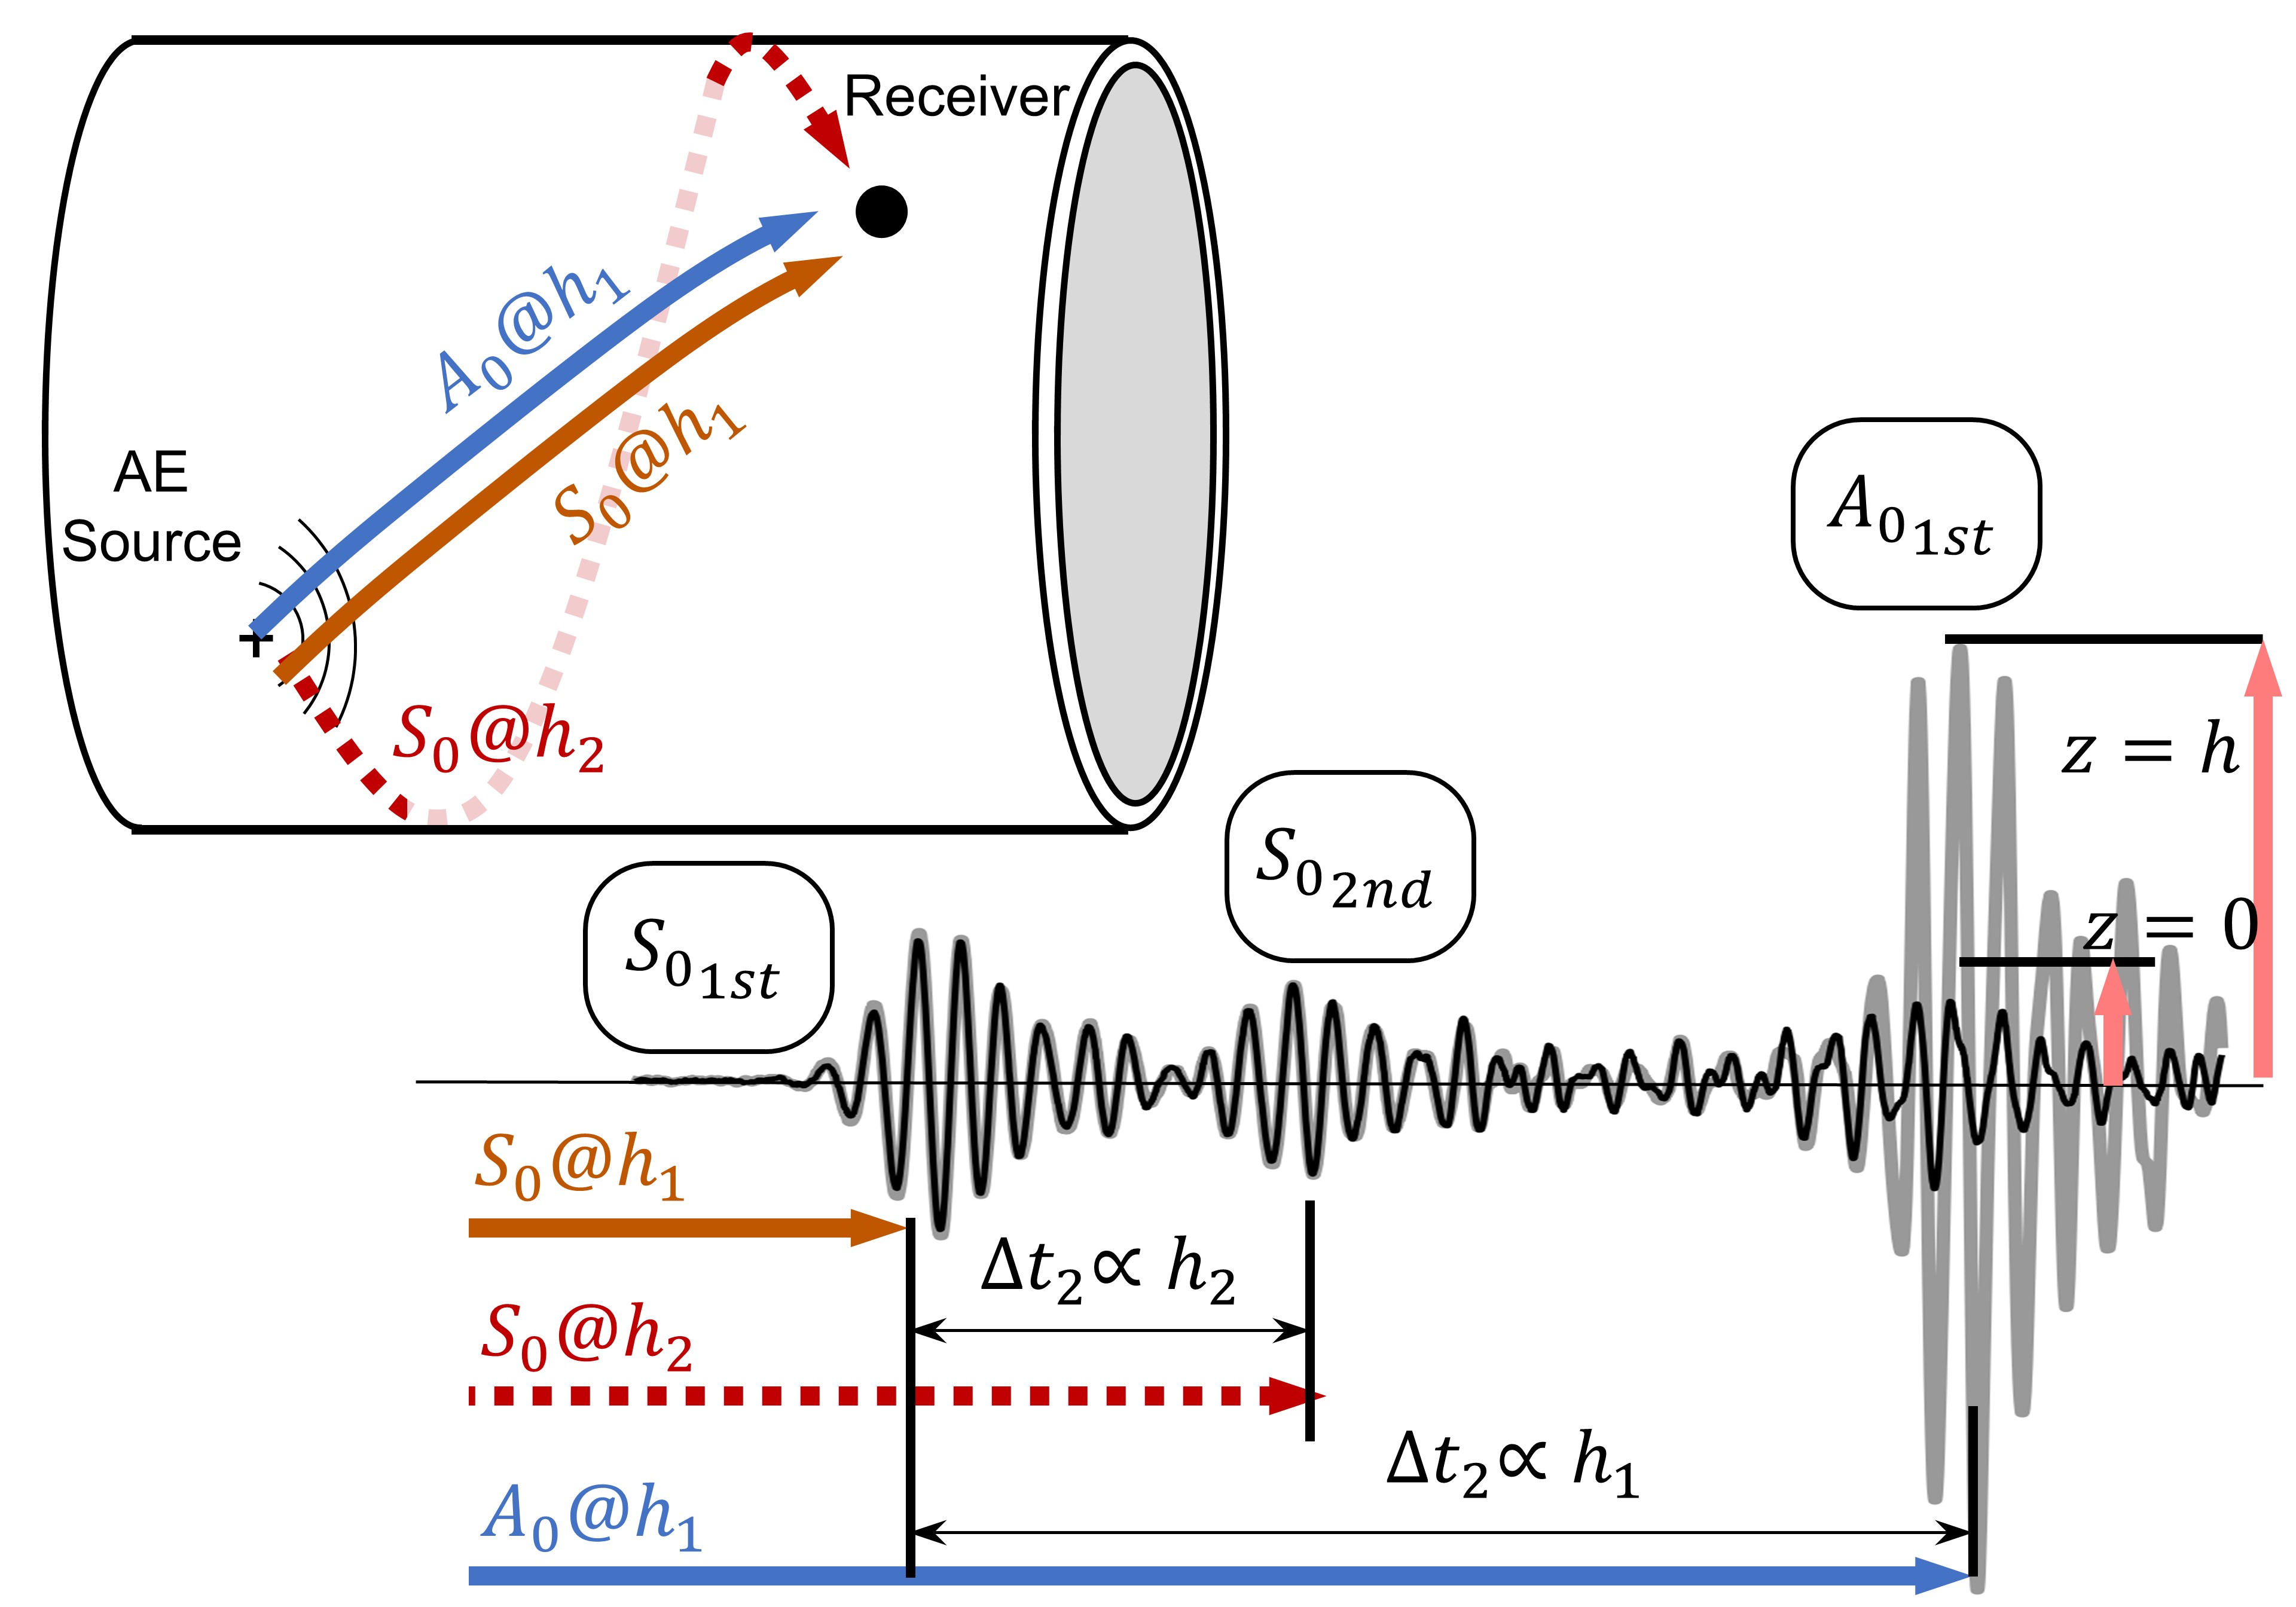 Receiver
A₀@h₁
S₀@h₁
AE
Source
S₀@h₂
A₀₁ₛₜ
z = h
S₀₂ₙd
z = 0
S₀₁ₛₜ
S₀@h₁
Δt₂∝ h₂
S₀@h₂
Δt₂∝ h₁
A₀@h₁